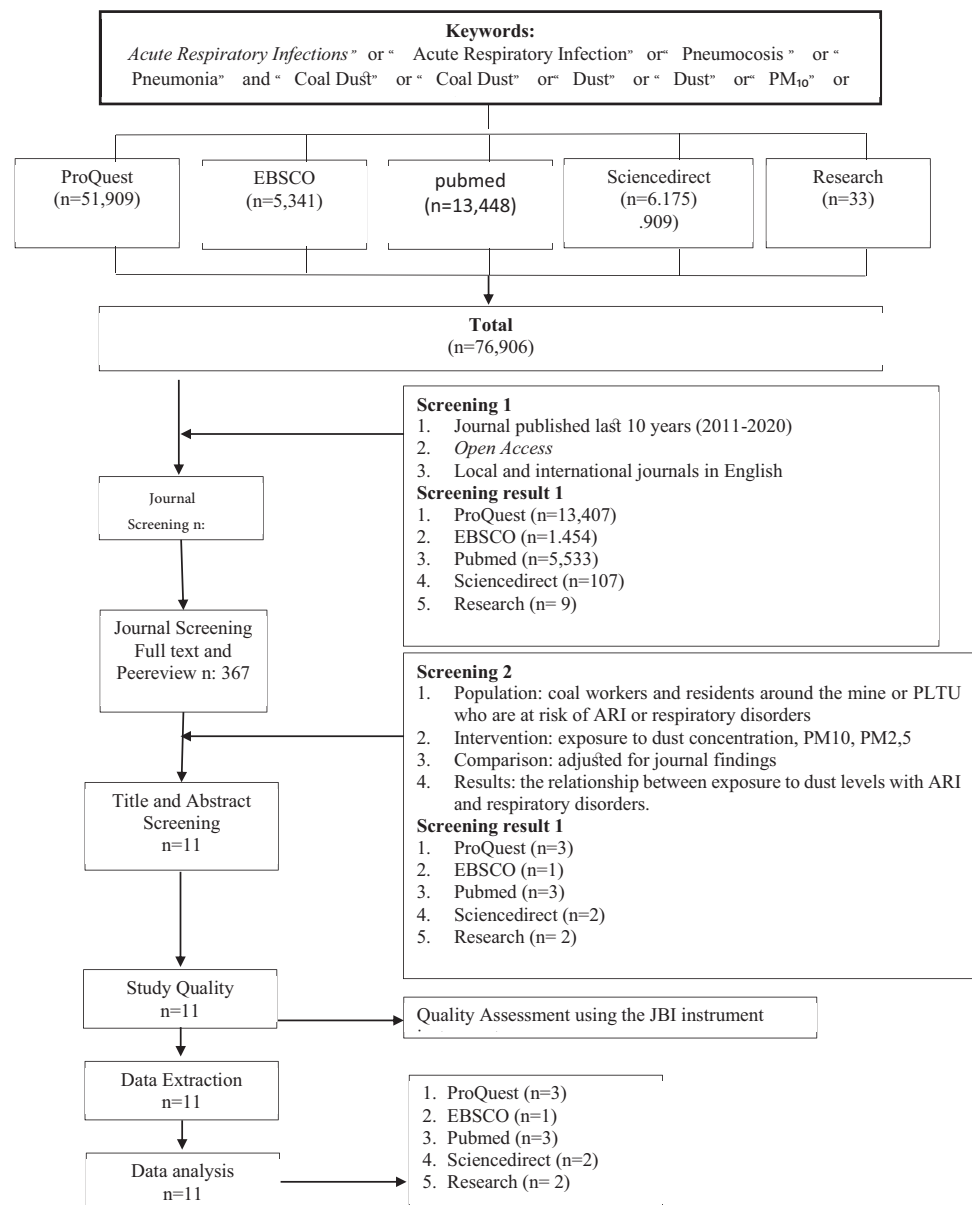 Keywords:
Acute Respiratory Infections” or “ Acute Respiratory Infection” or“ Pneumocosis ” or “
Pneumonia” and “ Coal Dust” or “ Coal Dust” or “ Dust” or “ Dust” or “ PM₁₀” or
ProQuest
(n=51,909)
EBSCO
(n=5,341)
pubmed
(n=13,448)
Sciencedirect
(n=6.175)
.909)
Research
(n=33)
Total
(n=76,906)
Screening 1
1. Journal published last 10 years (2011-2020)
2. Open Access
3. Local and international journals in English
Screening result 1
1. ProQuest (n=13,407)
2. EBSCO (n=1.454)
3. Pubmed (n=5,533)
4. Sciencedirect (n=107)
5. Research (n= 9)
Journal
Screening n:
Journal Screening
Full text and
Peereview n: 367
Screening 2
1. Population: coal workers and residents around the mine or PLTU
who are at risk of ARI or respiratory disorders
2. Intervention: exposure to dust concentration, PM10, PM2,5
3. Comparison: adjusted for journal findings
4. Results: the relationship between exposure to dust levels with ARI
and respiratory disorders.
Screening result 1
1. ProQuest (n=3)
2. EBSCO (n=1)
3. Pubmed (n=3)
4. Sciencedirect (n=2)
5. Research (n= 2)
Title and Abstract
Screening
n=11
Study Quality
n=11
Quality Assessment using the JBI instrument
Data Extraction
n=11
1. ProQuest (n=3)
2. EBSCO (n=1)
3. Pubmed (n=3)
4. Sciencedirect (n=2)
5. Research (n= 2)
Data analysis
n=11